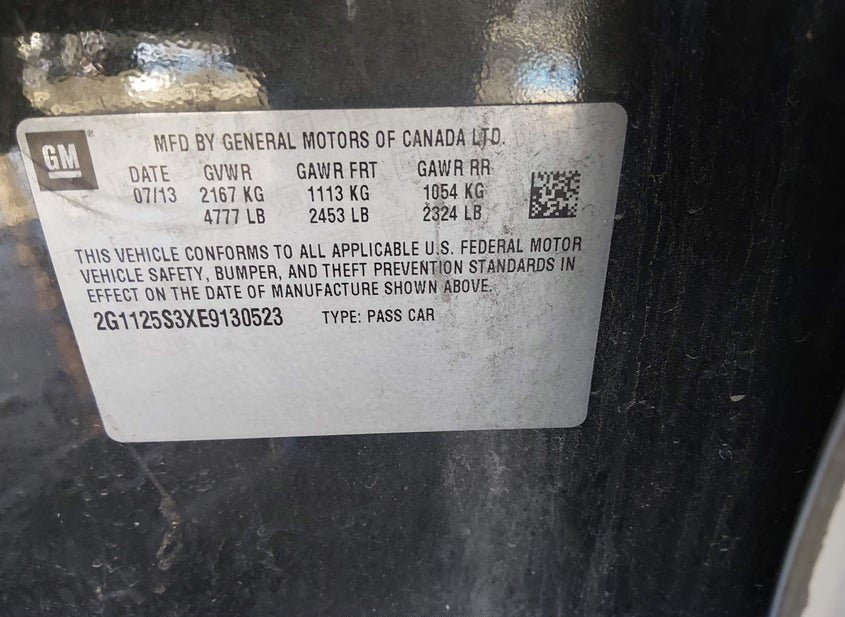 GM
MFD BY GENERAL MOTORS OF CANADA LTD.
DATE GVWR GAWR FRT GAWR RR
07/13 2167 KG 1113 KG 1054 KG
4777 LB 2453 LB 2324 LB
THIS VEHICLE CONFORMS TO ALL APPLICABLE U.S. FEDERAL MOTOR
VEHICLE SAFETY, BUMPER, AND THEFT PREVENTION STANDARDS IN
EFFECT ON THE DATE OF MANUFACTURE SHOWN ABOVE.
2G1125S3XE9130523 TYPE: PASS CAR